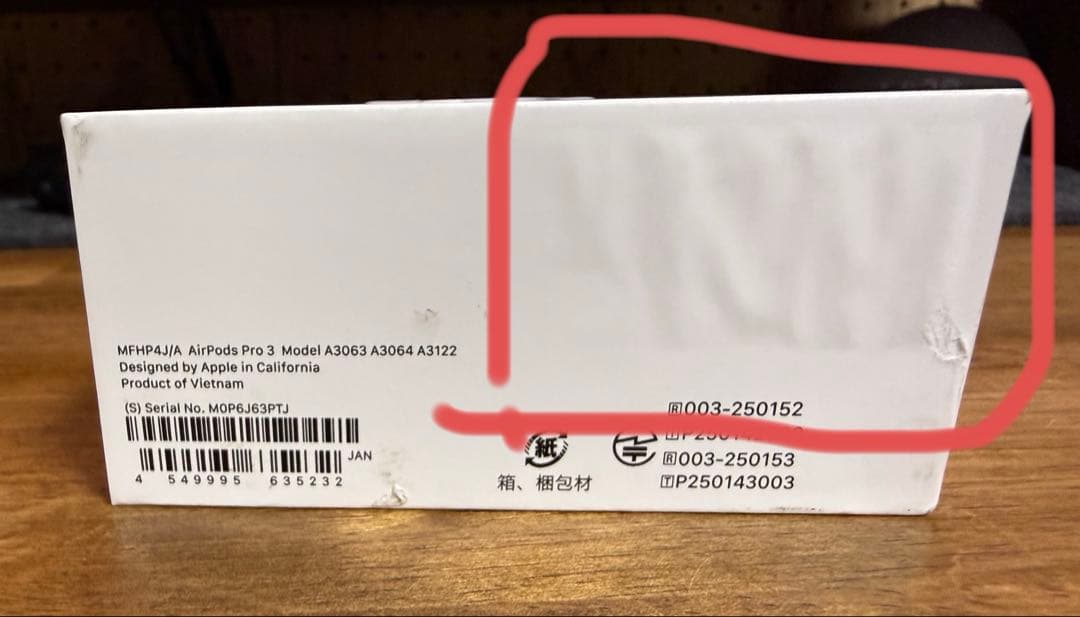 MFHP4J/A AirPods Pro 3 Model A3063 A3064 A3122
Designed by Apple in California
Product of Vietnam
(S) Serial No. M0P6J63PTJ
JAN
4 549995 635232
紙
箱、梱包材
🅁003-250152
🅁003-250153
🅃P250143003